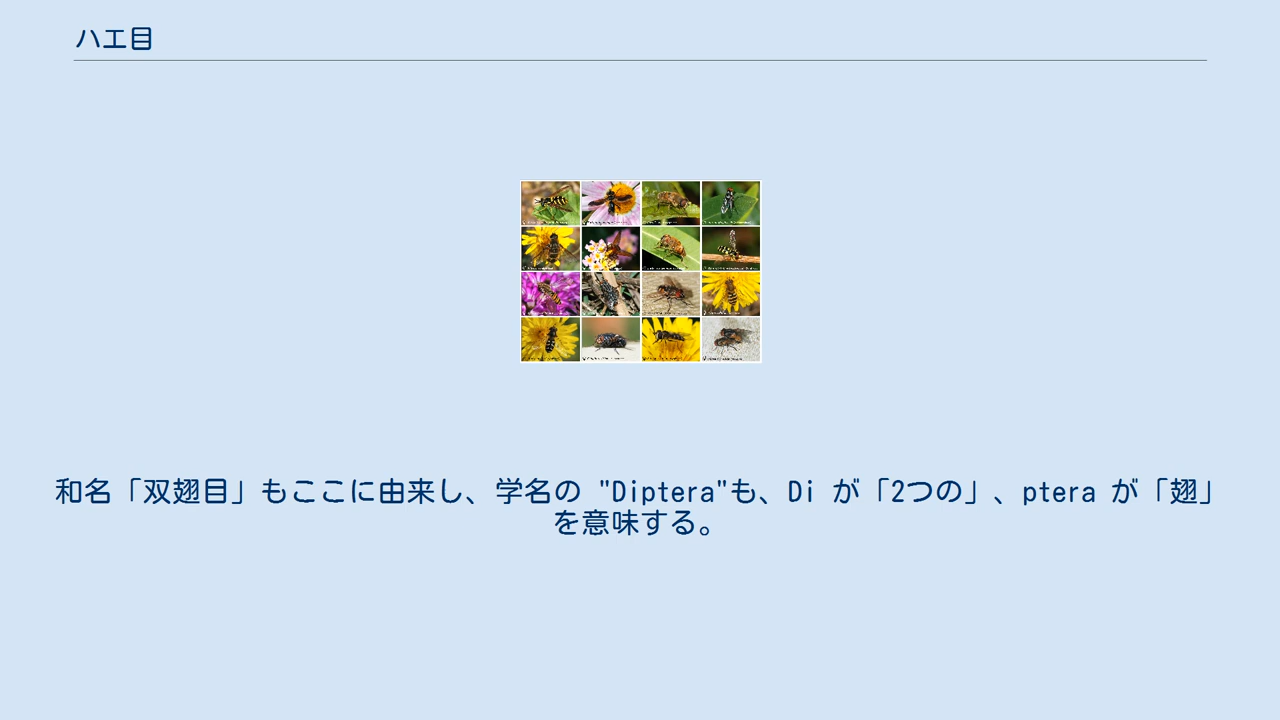 ハエ目
和名「双翅目」もここに由来し、学名の "Diptera"も、Di が「2つの」、ptera が「翅」
を意味する。